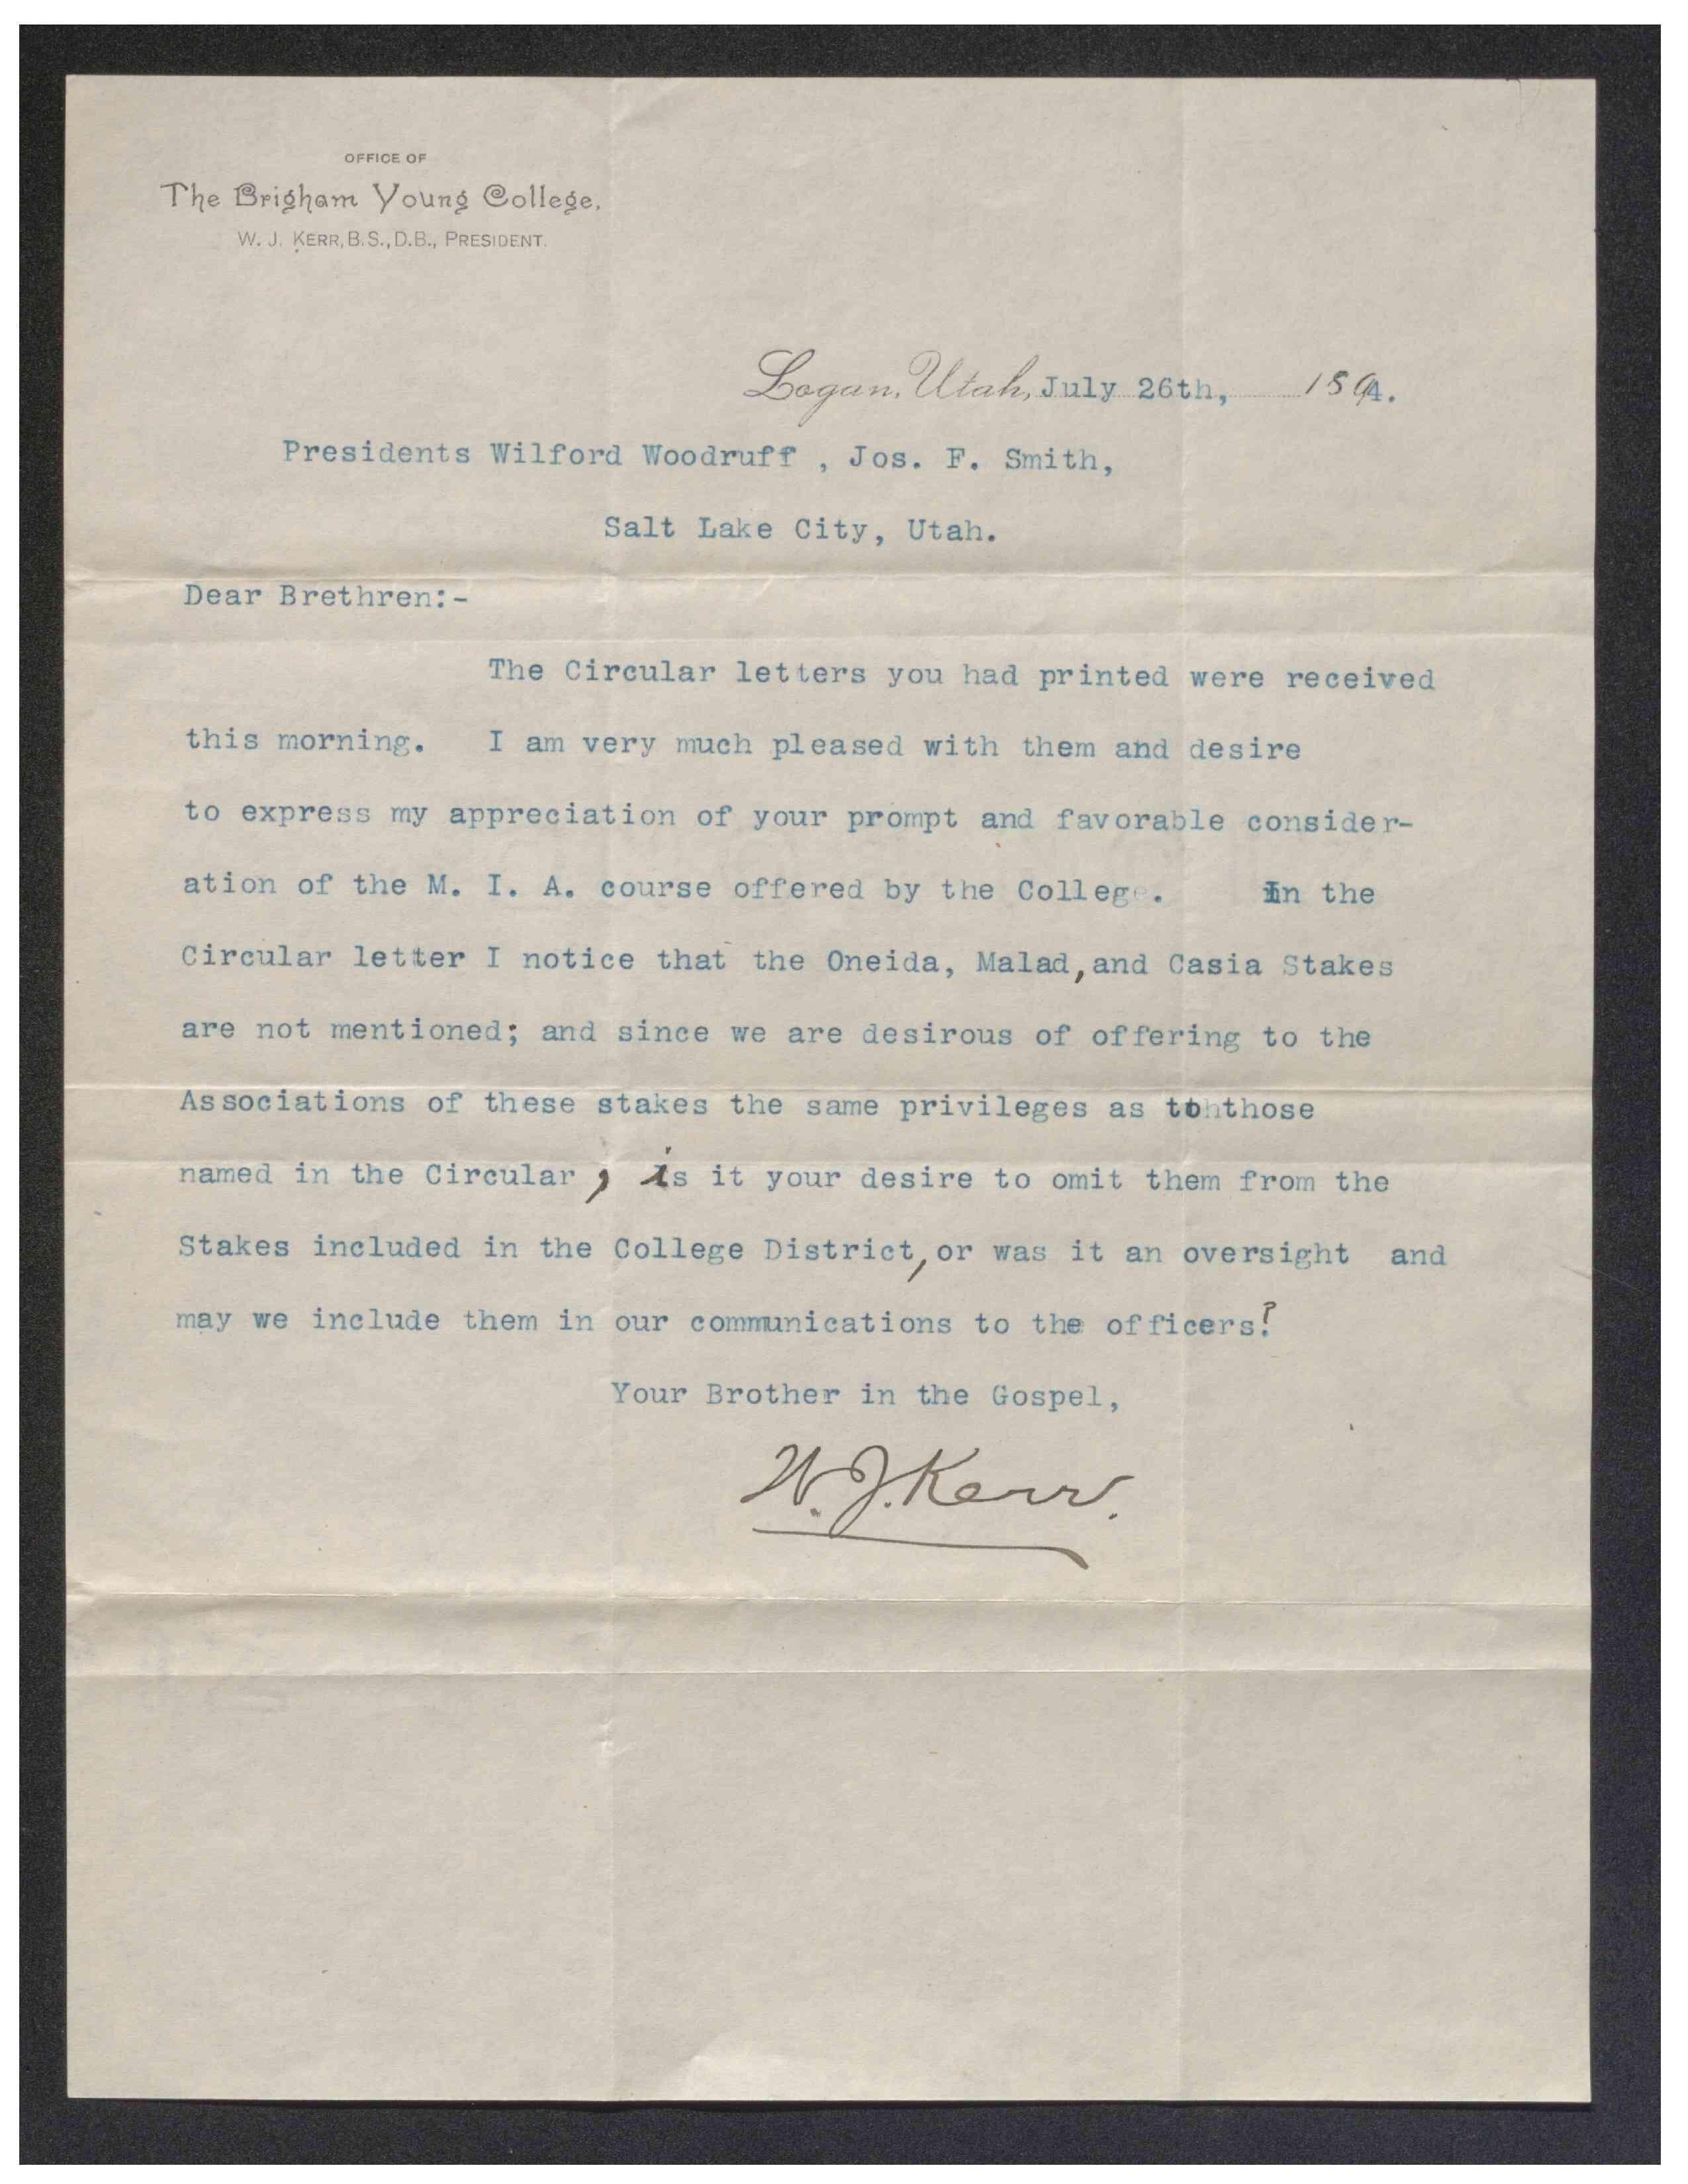 OFFICE OF
The Brigham Young College,
W. J. KERR, B.S., D.B., PRESIDENT.
Logan, Utah, July 26th, 1894.
Presidents Wilford Woodruff , Jos. F. Smith,
Salt Lake City, Utah.
Dear Brethren:-
The Circular letters you had printed were received
this morning. I am very much pleased with them and desire
to express my appreciation of your prompt and favorable consider-
ation of the M. I. A. course offered by the College. In the
Circular letter I notice that the Oneida, Malad, and Casia Stakes
are not mentioned; and since we are desirous of offering to the
Associations of these stakes the same privileges as to those
named in the Circular , is it your desire to omit them from the
Stakes included in the College District, or was it an oversight and
may we include them in our communications to the officers?
Your Brother in the Gospel,
W. J. Kerr.